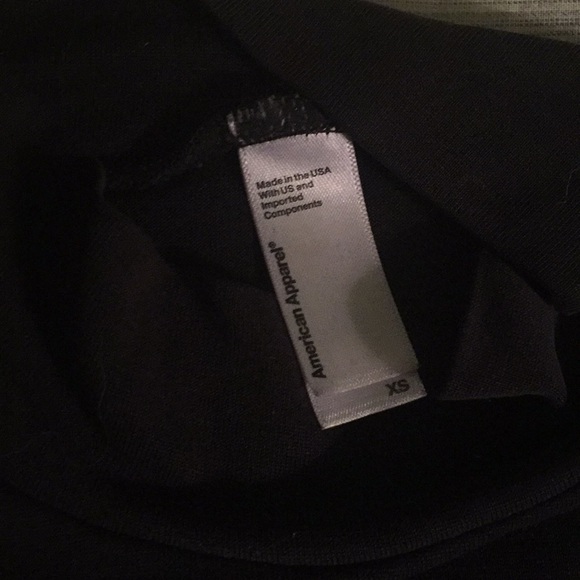 Made in the USA
With US and
Imported
Components
American Apparel®
XS